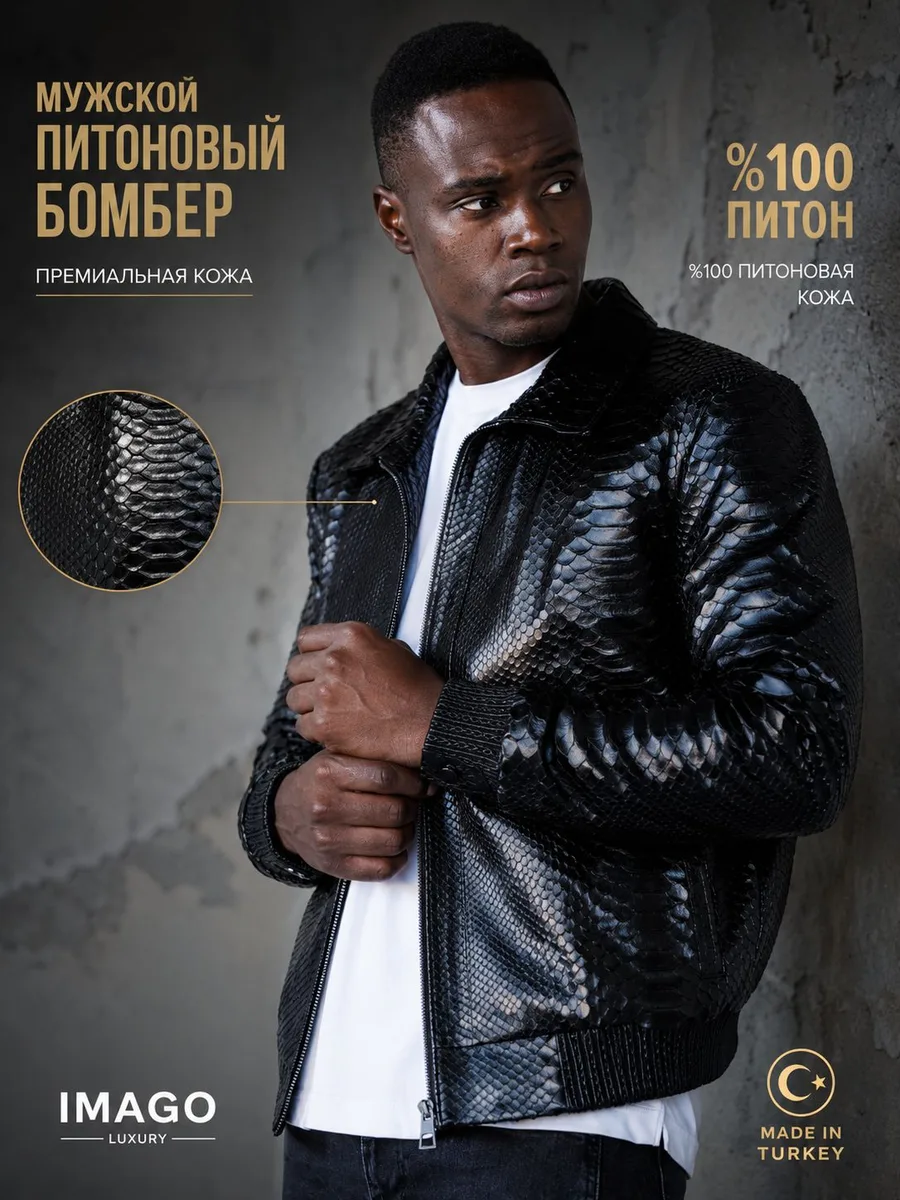 МУЖСКОЙ
ПИТОНОВЫЙ
БОМБЕР
ПРЕМИАЛЬНАЯ КОЖА
%100
ПИТОН
%100 ПИТОНОВАЯ
КОЖА
IMAGO
LUXURY
MADE IN
TURKEY